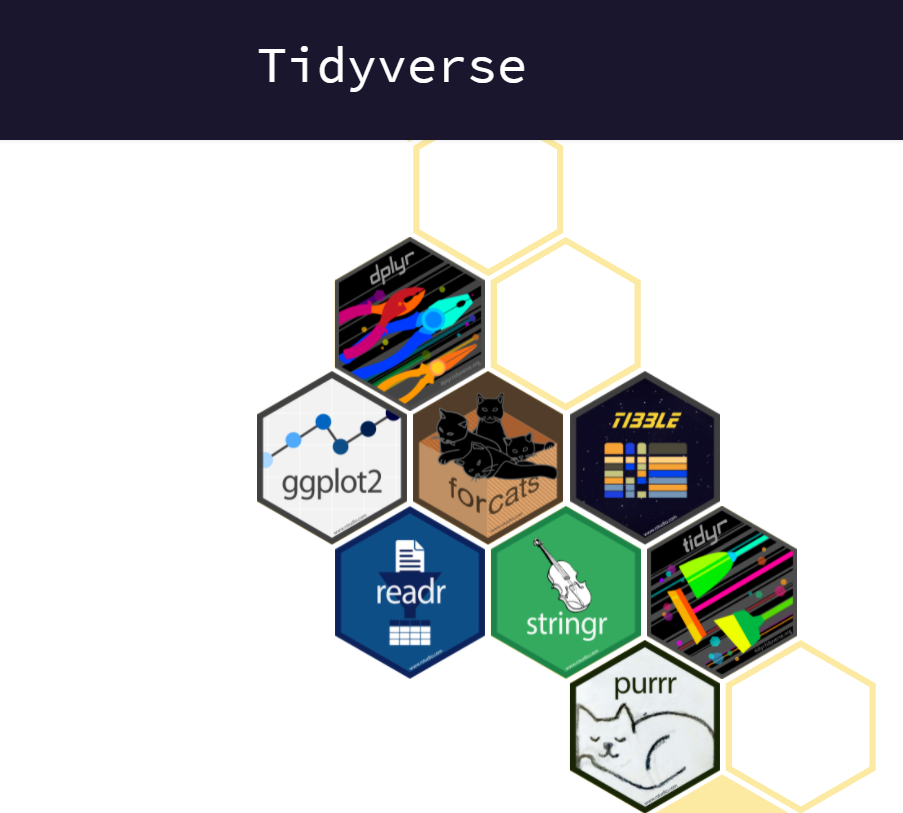 Tidyverse
dplyr
ggplot2
forcats
TIBBLE
readr
stringr
tidyr
purrr